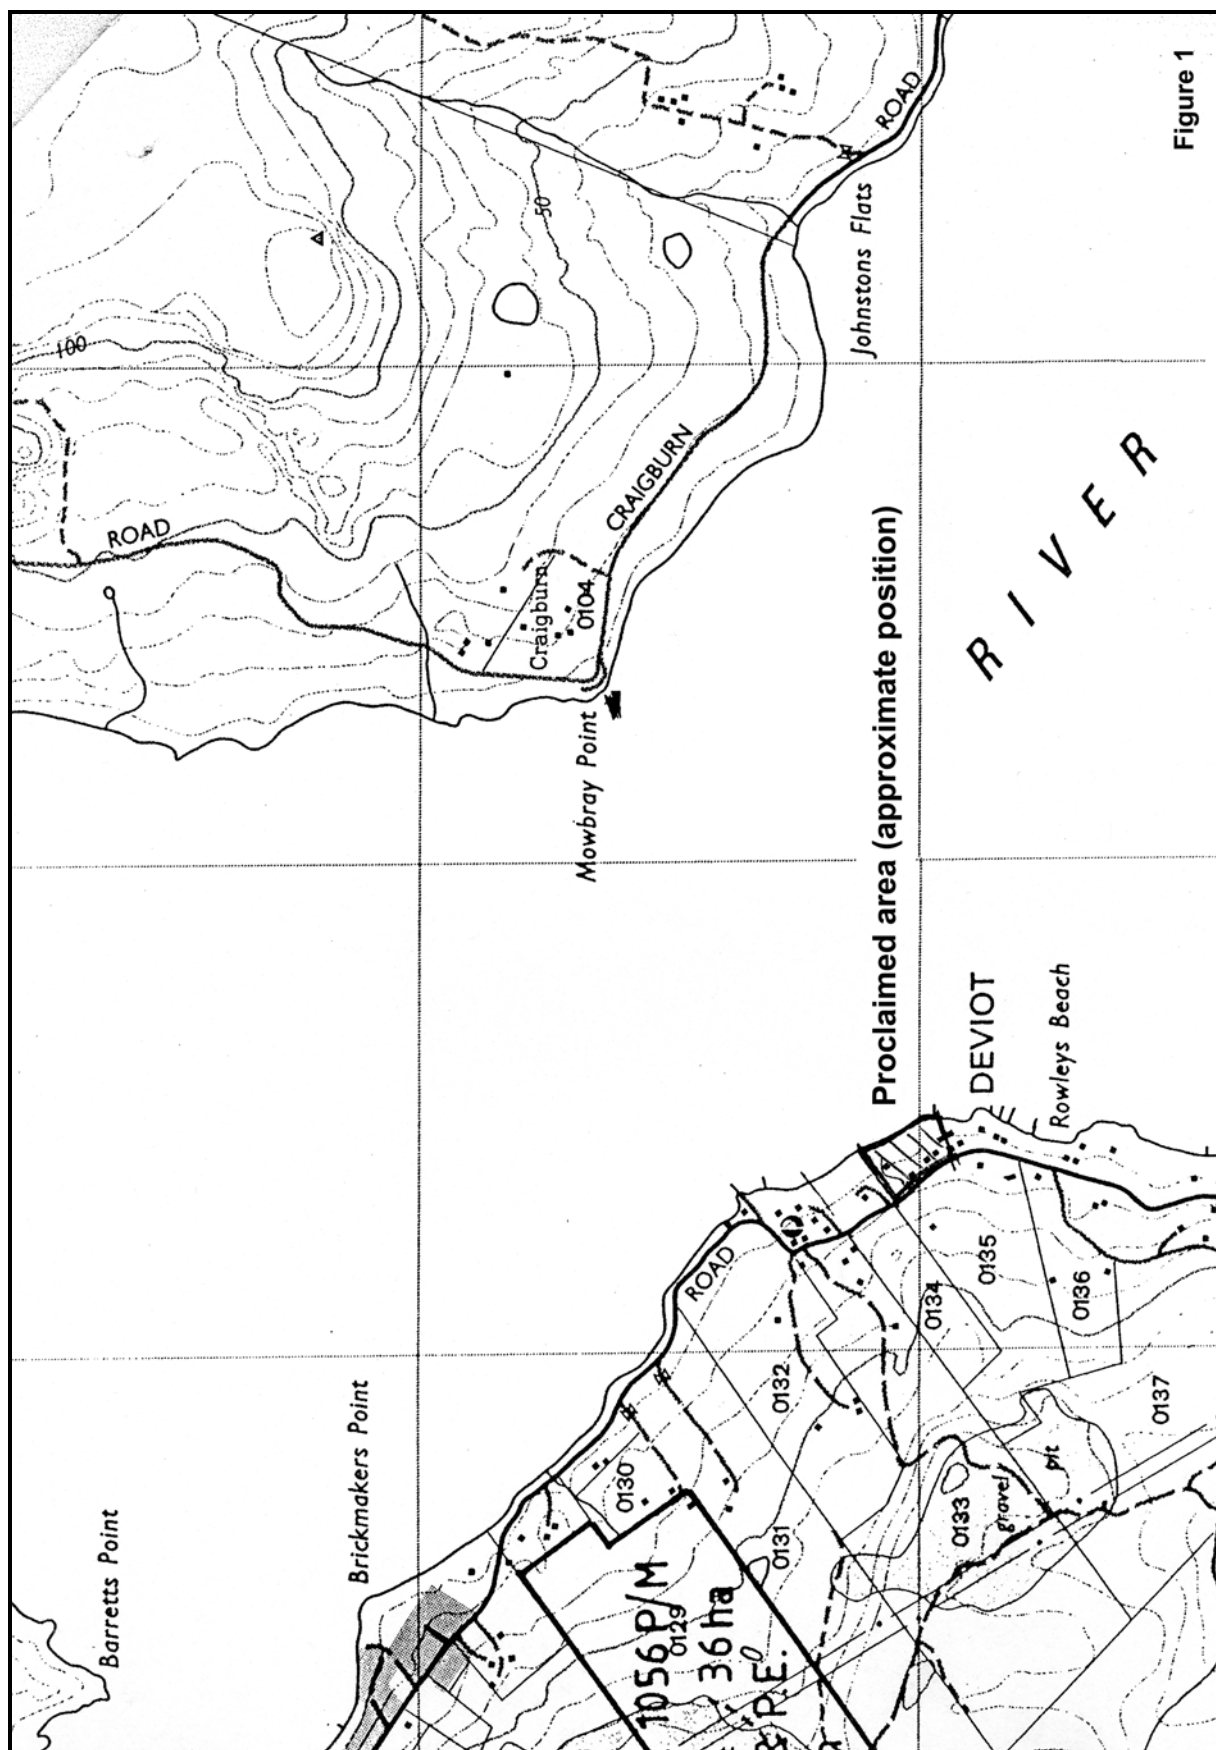 Barretts Point
Brickmakers Point
100
ROAD
Craigburn
0104
CRAIGBURN
50
Mowbray Point
Johnstons Flats
ROAD
ROAD
RIVER
Proclaimed area (approximate position)
DEVIOT
Rowleys Beach
0130
0132
0134
0135
0136
0131
0133
gravel
pit
0137
1056P/M
0129
36ha
& P.E.
Figure 1